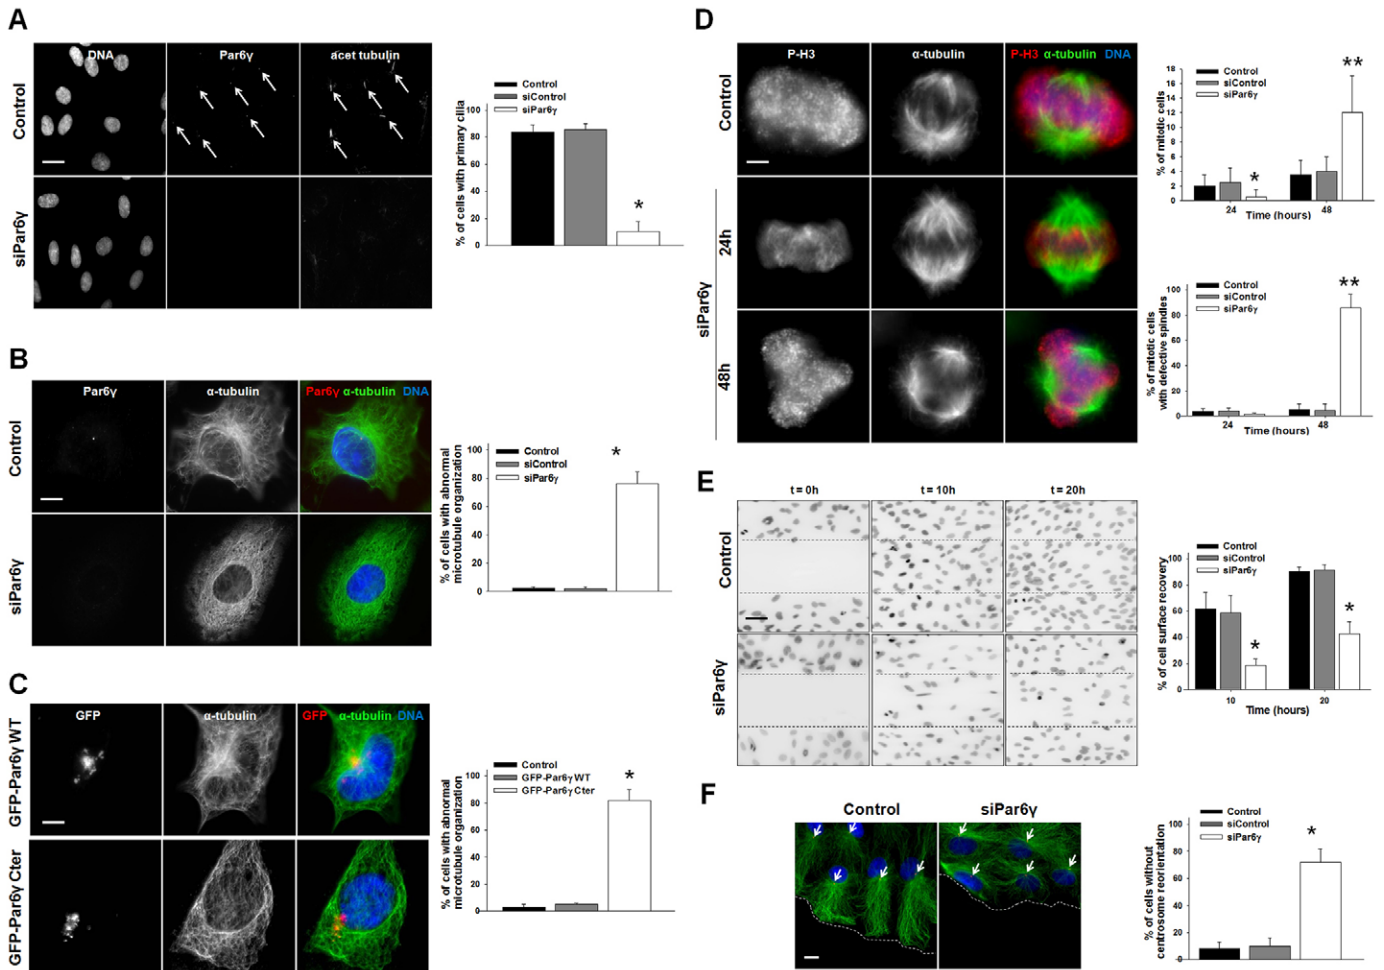 A
DNA
Par6γ
acet tubulin
Control
siPar6γ
Control
siControl
siPar6γ
% of cells with primary cilia
100
80
60
40
20
0
*
B
Par6γ
α-tubulin
Par6γ α-tubulin DNA
Control
siPar6γ
Control
siControl
siPar6γ
% of cells with abnormal
microtubule organization
100
80
60
40
20
0
*
C
GFP
α-tubulin
GFP α-tubulin DNA
GFP-Par6γ WT
GFP-Par6γ Cter
Control
GFP-Par6γ WT
GFP-Par6γ Cter
% of cells with abnormal
microtubule organization
100
80
60
40
20
0
*
D
P-H3
α-tubulin
P-H3 α-tubulin DNA
Control
siPar6γ
24h
48h
Control
siControl
siPar6γ
% of mitotic cells
18
16
14
12
10
8
6
4
2
0
*
**
24
48
Time (hours)
Control
siControl
siPar6γ
% of mitotic cells
with defective spindles
100
80
60
40
20
0
**
24
48
Time (hours)
E
t = 0h
t = 10h
t = 20h
Control
siPar6γ
Control
siControl
siPar6γ
% of cell surface recovery
100
80
60
40
20
0
*
*
10
20
Time (hours)
F
Control
siPar6γ
Control
siControl
siPar6γ
% of cells without
centrosome reorientation
100
80
60
40
20
0
*